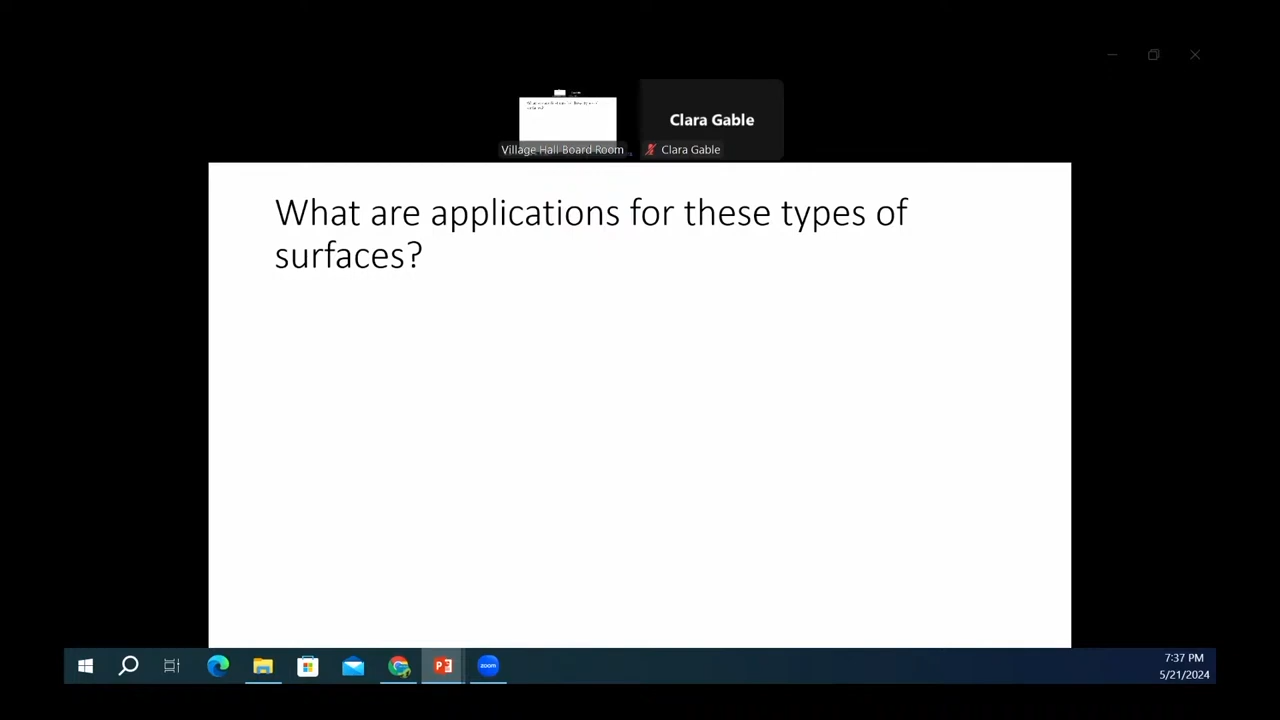 Clara Gable
Village Hall Board Room
Clara Gable
What are applications for these types of
surfaces?
zoom
7:37 PM
5/21/2024